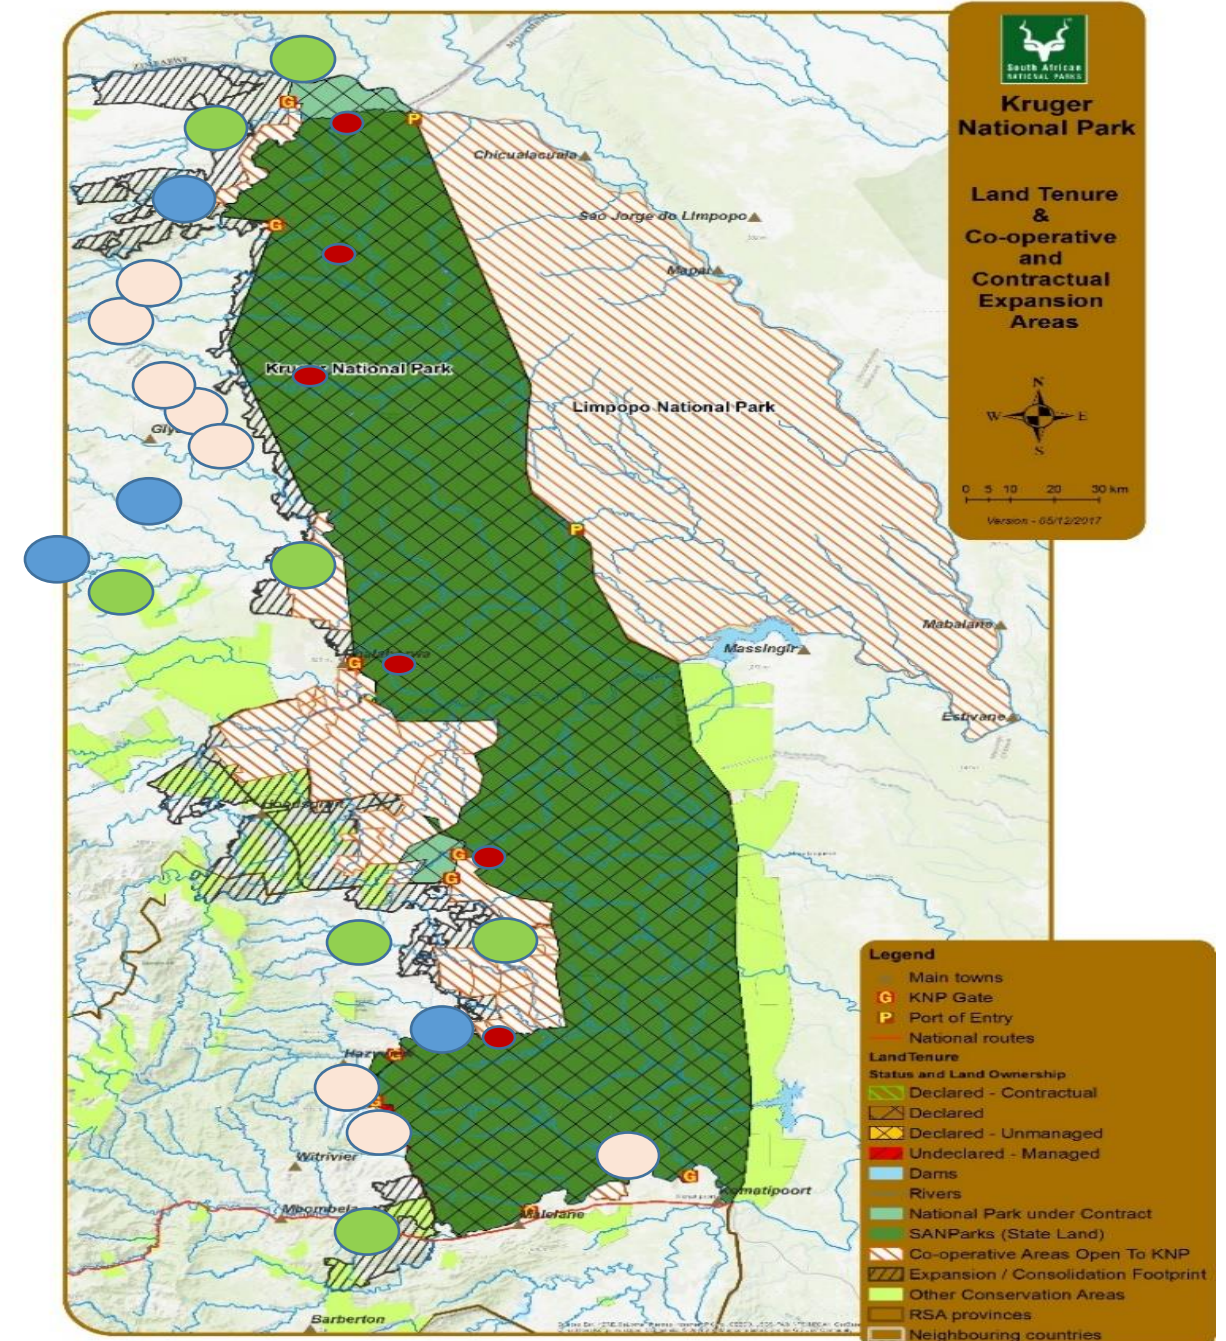 ZIMBABWE
South African
NATIONAL PARKS
Kruger
National Park
Land Tenure
&
Co-operative
and
Contractual
Expansion
Areas
N
W
E
S
0 5 10 20 30 km
Version - 05/12/2017
G
P
Chicualacuala
Sao Jorge do Limpopo
G
Mapai
Kruger National Park
Limpopo National Park
P
Mabalane
Massingir
G
Estivane
G
G
Witrivier
G
Komatipoort
Mbombela
Malelane
Barberton
Legend
Main towns
G KNP Gate
P Port of Entry
National routes
LandTenure
Status and Land Ownership
Declared - Contractual
Declared
Declared - Unmanaged
Undeclared - Managed
Dams
Rivers
National Park under Contract
SANParks (State Land)
Co-operative Areas Open To KNP
Expansion / Consolidation Footprint
Other Conservation Areas
RSA provinces
Neighbouring countries